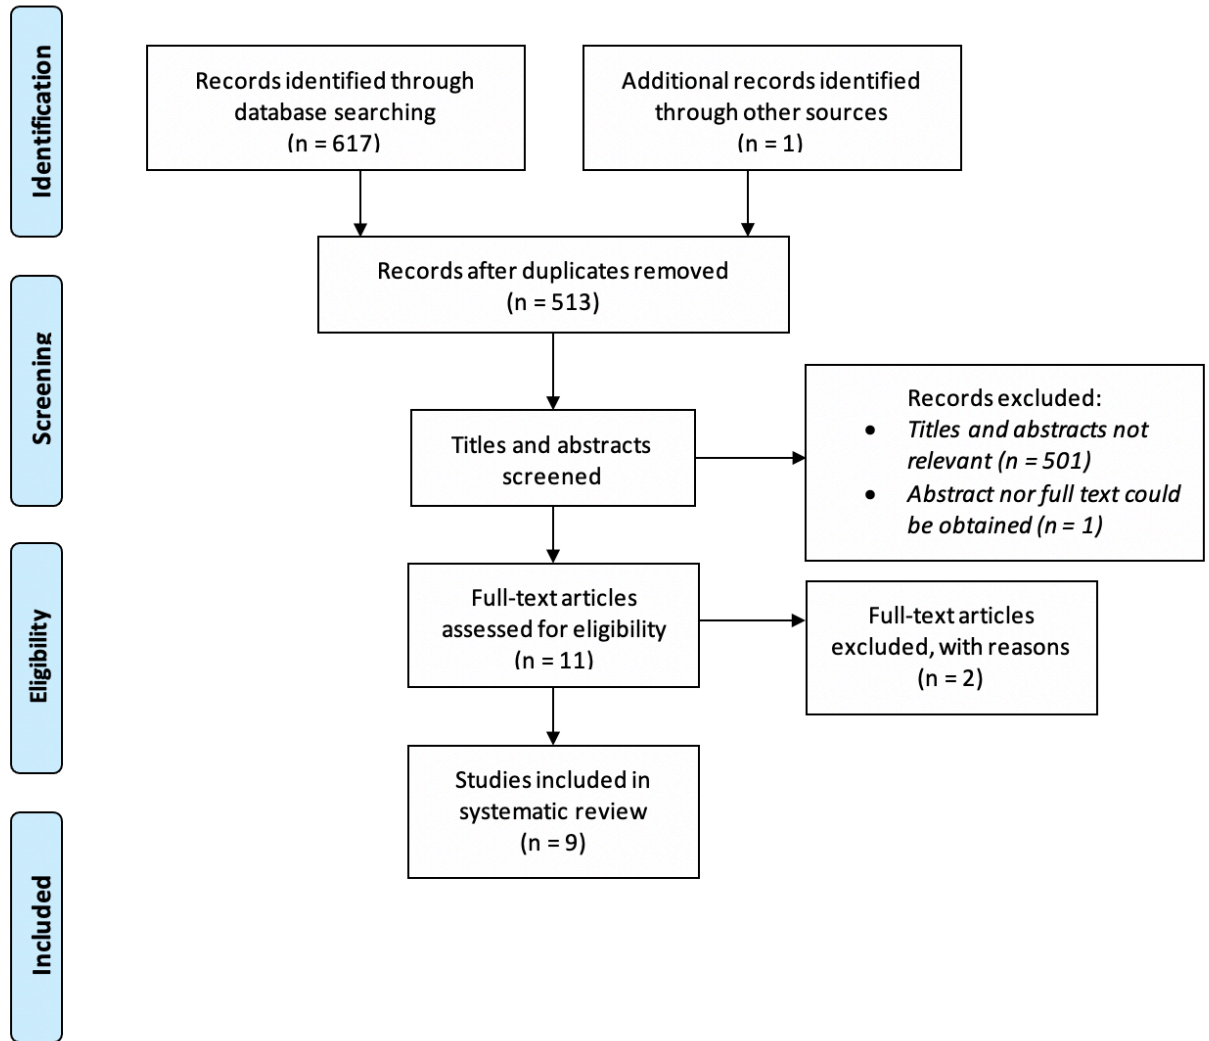 Identification
Records identified through
database searching
(n = 617)
Additional records identified
through other sources
(n = 1)
Records after duplicates removed
(n = 513)
Screening
Titles and abstracts
screened
Records excluded:
• Titles and abstracts not
relevant (n = 501)
• Abstract nor full text could
be obtained (n = 1)
Eligibility
Full-text articles
assessed for eligibility
(n = 11)
Full-text articles
excluded, with reasons
(n = 2)
Studies included in
systematic review
(n = 9)
Included